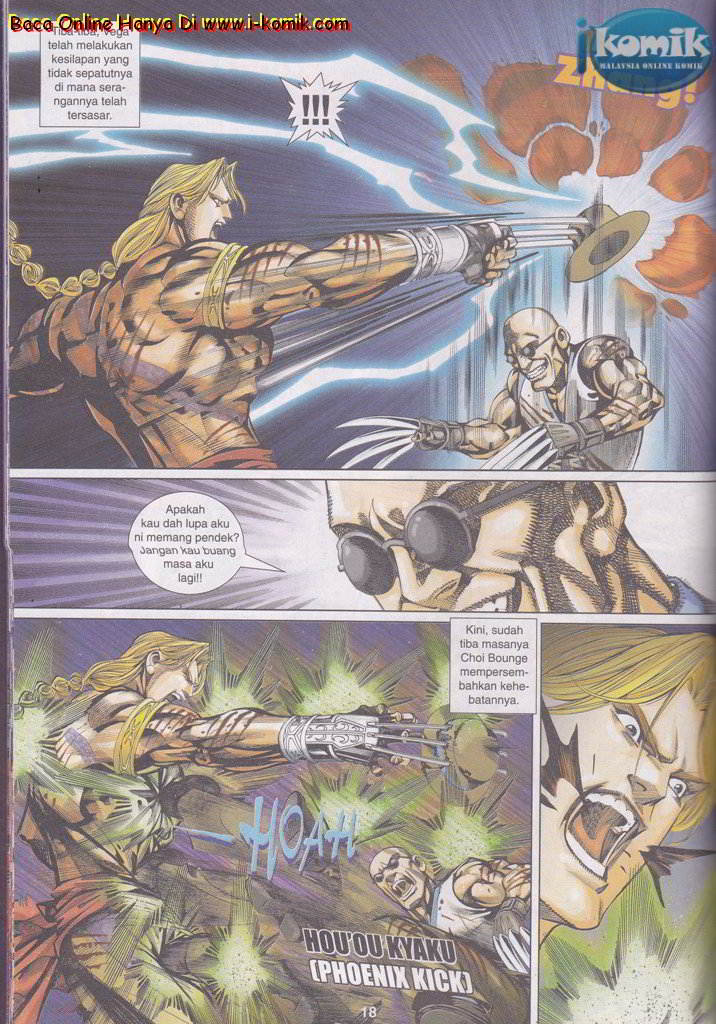 Baca Online Hanya Di www.i-komik.com
ikomik
MALAYSIA ONLINE KOMIK
Tiba-tiba, Vega
telah melakukan
kesilapan yang
tidak sepatutnya
di mana sera-
ngannya telah
tersasar.
!!!
Zhang!
Apakah
kau dah lupa aku
ni memang pendek?
Jangan kau buang
masa aku
lagi!!
Kini, sudah
tiba masanya
Choi Bounge
mempersem-
bahkan kehe-
batannya.
HOAH
HOU'OU KYAKU
(PHOENIX KICK)
18